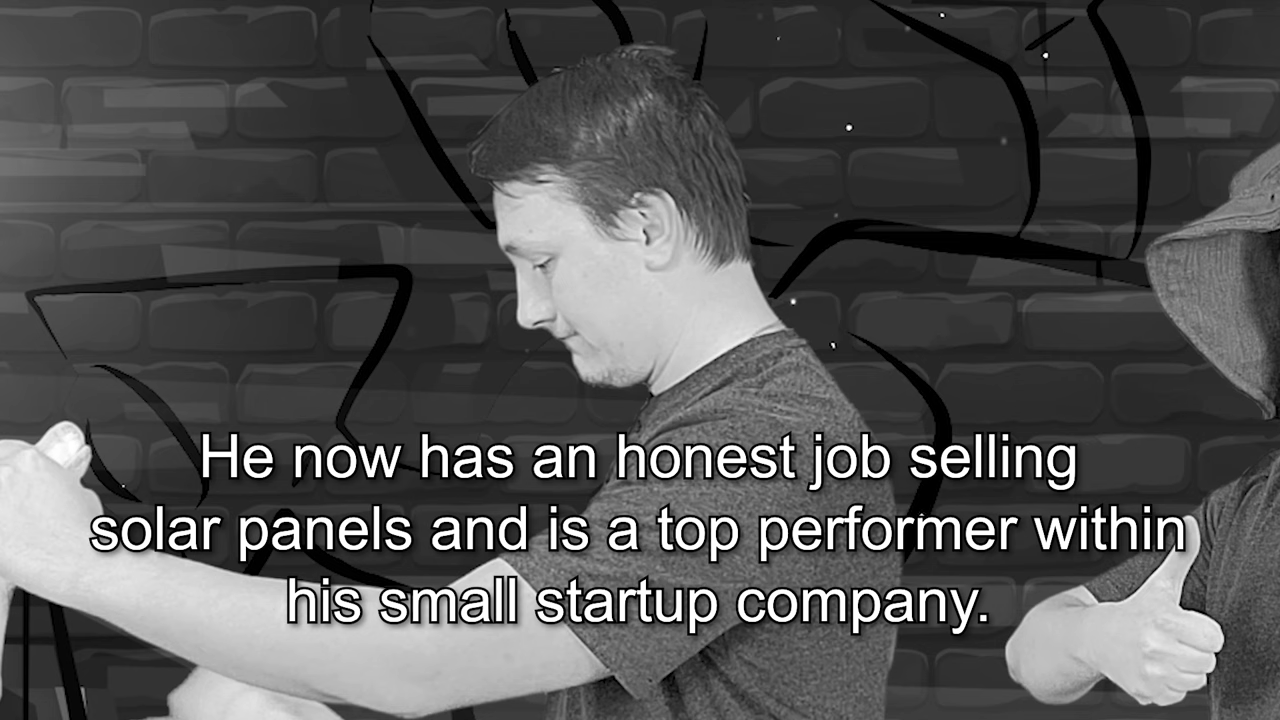 He now has an honest job selling
solar panels and is a top performer within
his small startup company.